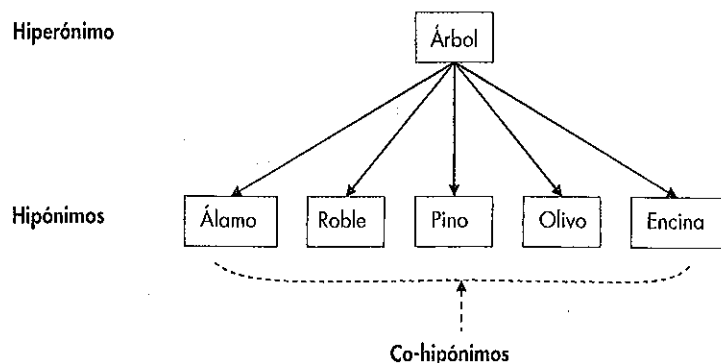 Hiperónimo
Árbol
Hipónimos
Álamo
Roble
Pino
Olivo
Encina
Co-hipónimos